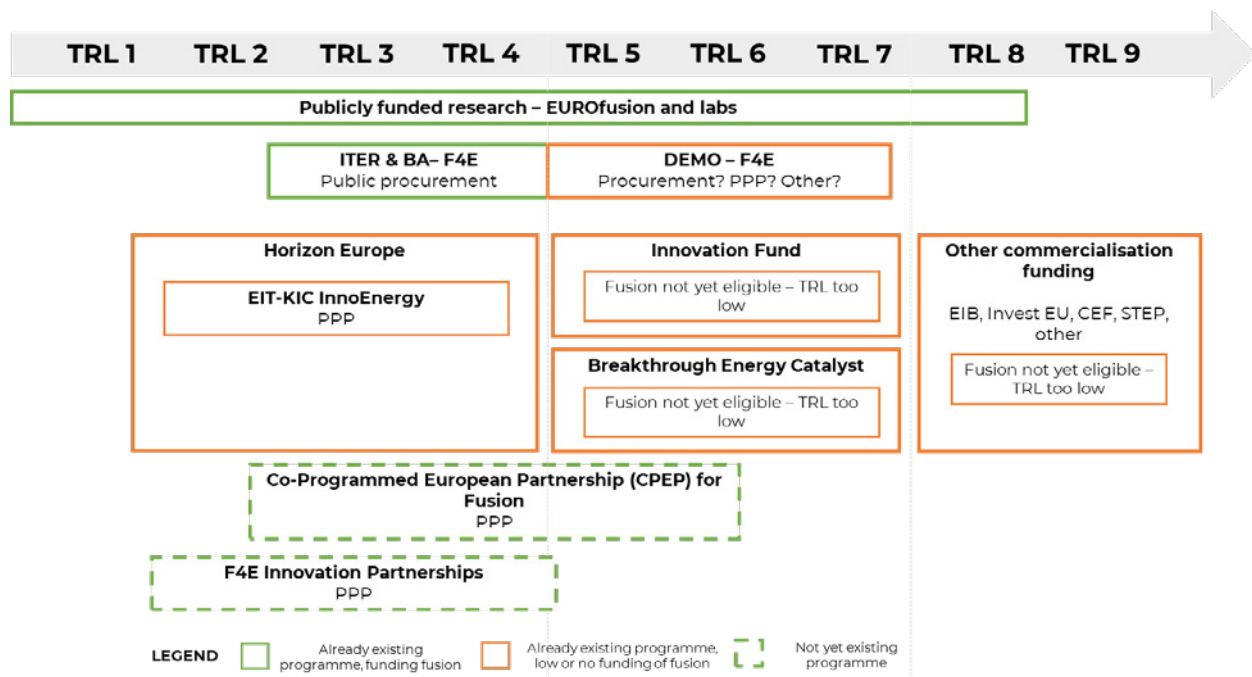 TRL 1 TRL 2 TRL 3 TRL 4 TRL 5 TRL 6 TRL 7 TRL 8 TRL 9
Publicly funded research – EUROfusion and labs
ITER & BA– F4E
Public procurement
DEMO – F4E
Procurement? PPP? Other?
Horizon Europe
EIT-KIC InnoEnergy
PPP
Innovation Fund
Fusion not yet eligible – TRL too
low
Breakthrough Energy Catalyst
Fusion not yet eligible – TRL too
low
Other commercialisation
funding
EIB, Invest EU, CEF, STEP,
other
Fusion not yet eligible –
TRL too low
Co-Programmed European Partnership (CPEP) for
Fusion
PPP
F4E Innovation Partnerships
PPP
LEGEND
Already existing
programme, funding fusion
Already existing programme,
low or no funding of fusion
Not yet existing
programme